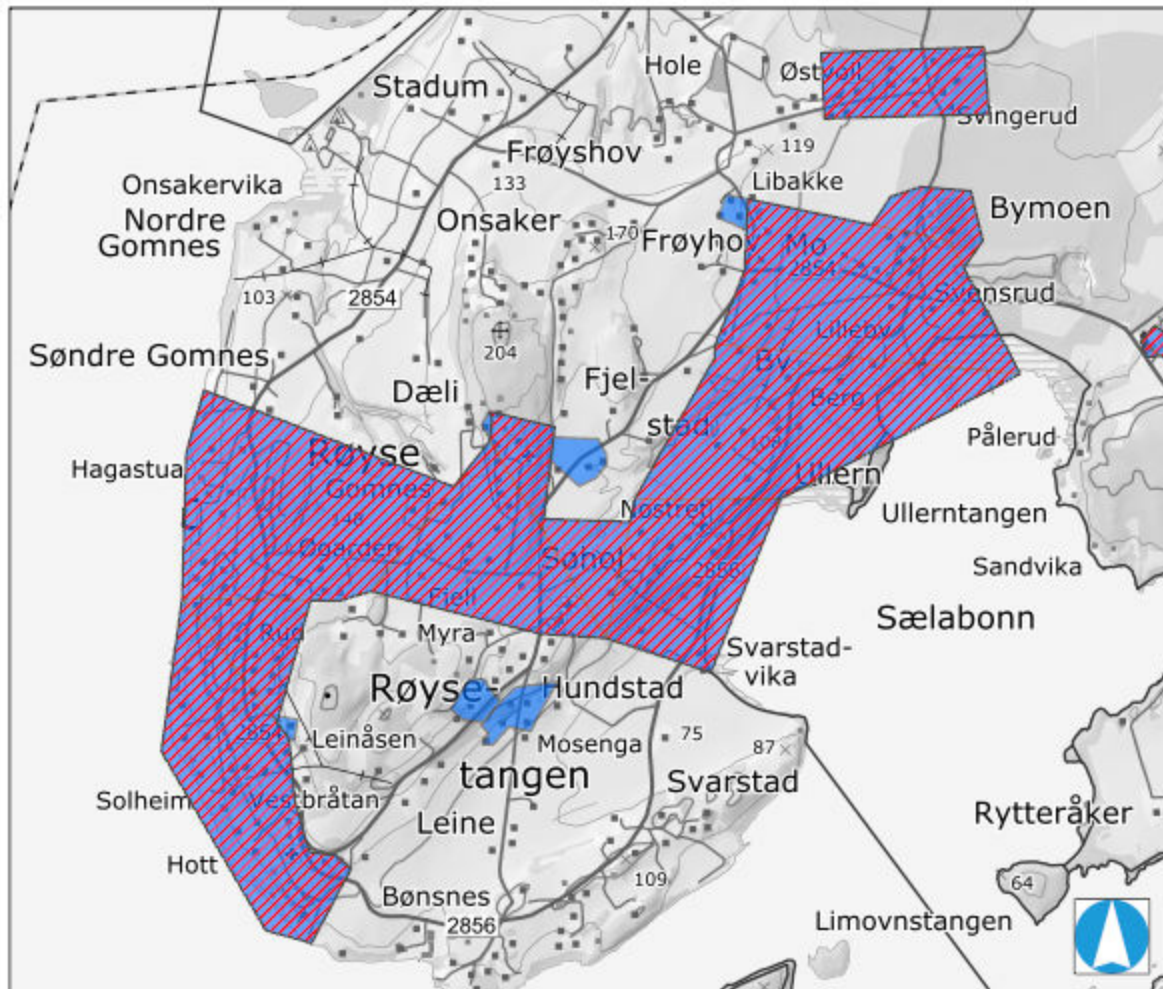 Hole
Østvoll
Stadum
Svingerud
Frøyshov
119
133
Libakke
Onsakervika
Nordre
Gomnes
Onsaker
170
Frøyhov
Mo
Bymoen
2854
103
2854
Svensrud
Lilleby
204
Søndre Gomnes
By
Dæli
Fjel-
stad
Berg
108
Pålerud
Røyse
Hagastua
Ullern
Gomnes
148
Nøstret
Ullerntangen
Øgarden
Søhol
2856
Sandvika
Fjell
Sælabonn
Rud
Myra
Svarstad-
vika
Røyse-
Hundstad
2854
Leinåsen
Mosenga
75
87
tangen
Svarstad
Solheim
Vestbråtan
Rytteråker
Leine
Hott
109
64
Bønsnes
2856
Limovnstangen